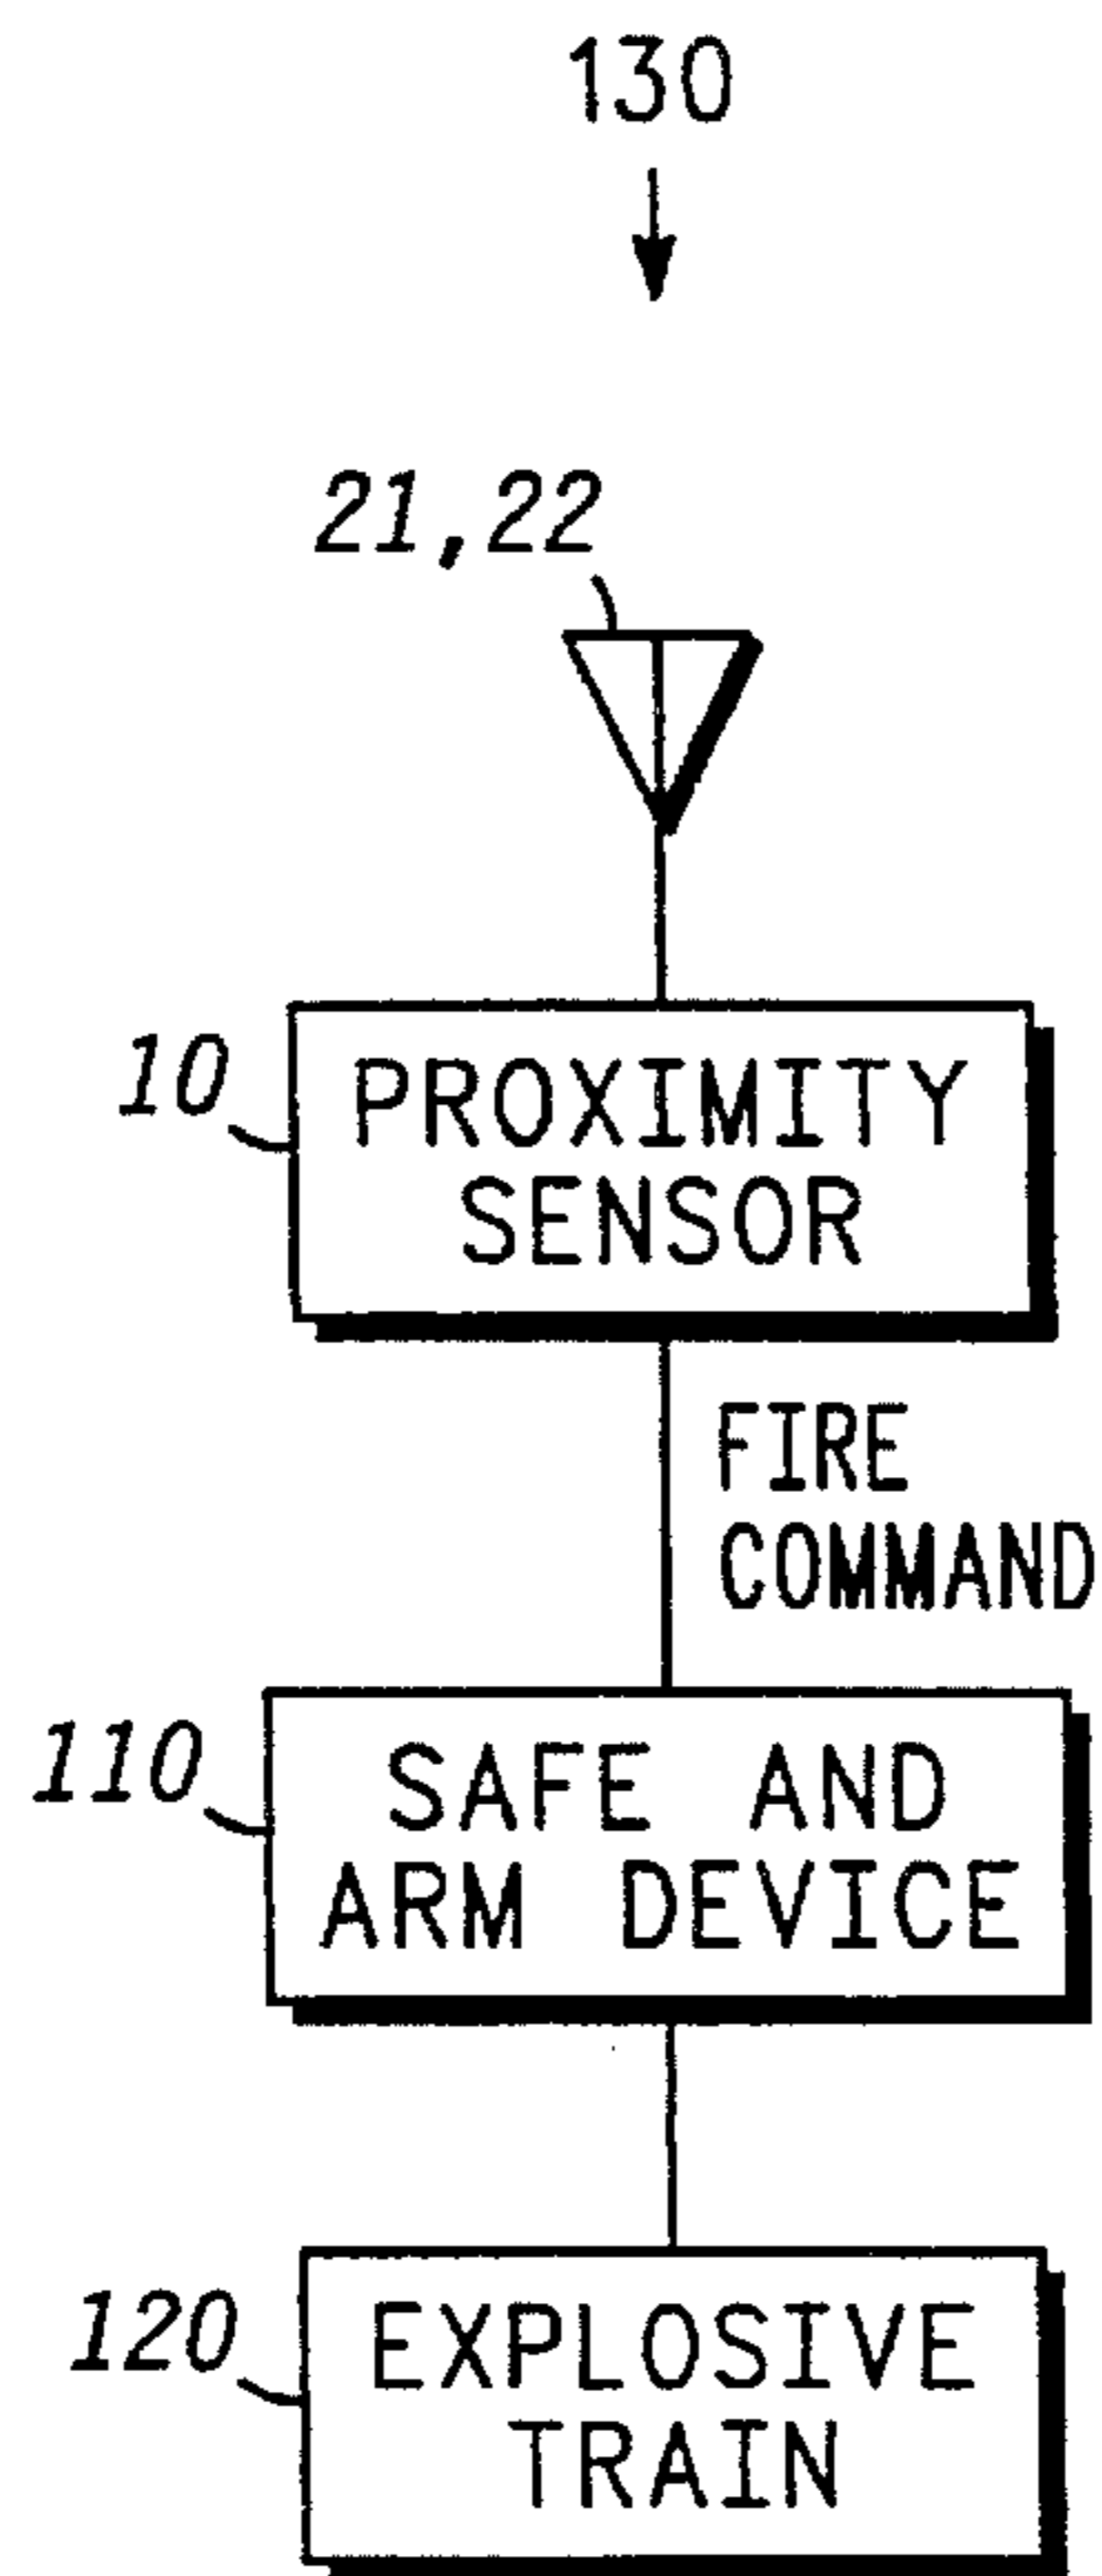 130
21,22
10
PROXIMITY
SENSOR
FIRE
COMMAND
110
SAFE AND
ARM DEVICE
120
EXPLOSIVE
TRAIN